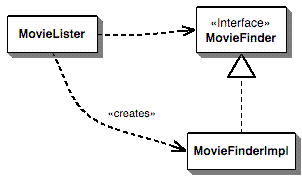 MovieLister
«Interface»
MovieFinder
«creates»
MovieFinderImpl